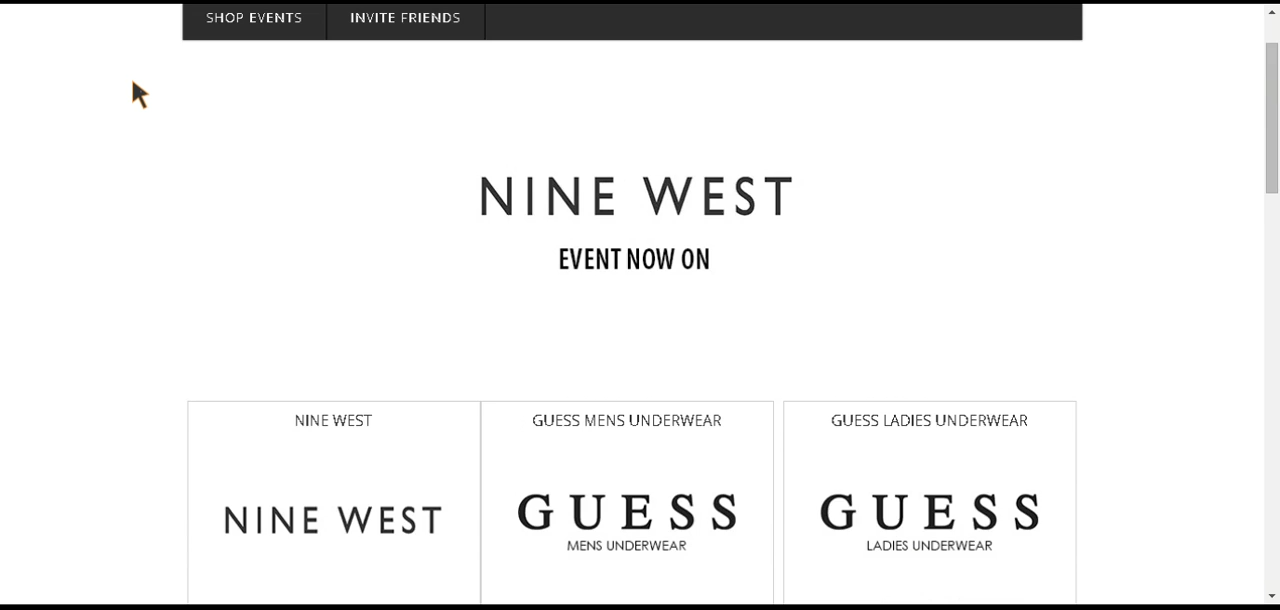 SHOP EVENTS INVITE FRIENDS
NINE WEST
EVENT NOW ON
NINE WEST GUESS MENS UNDERWEAR GUESS LADIES UNDERWEAR
NINE WEST GUESS GUESS
MENS UNDERWEAR LADIES UNDERWEAR